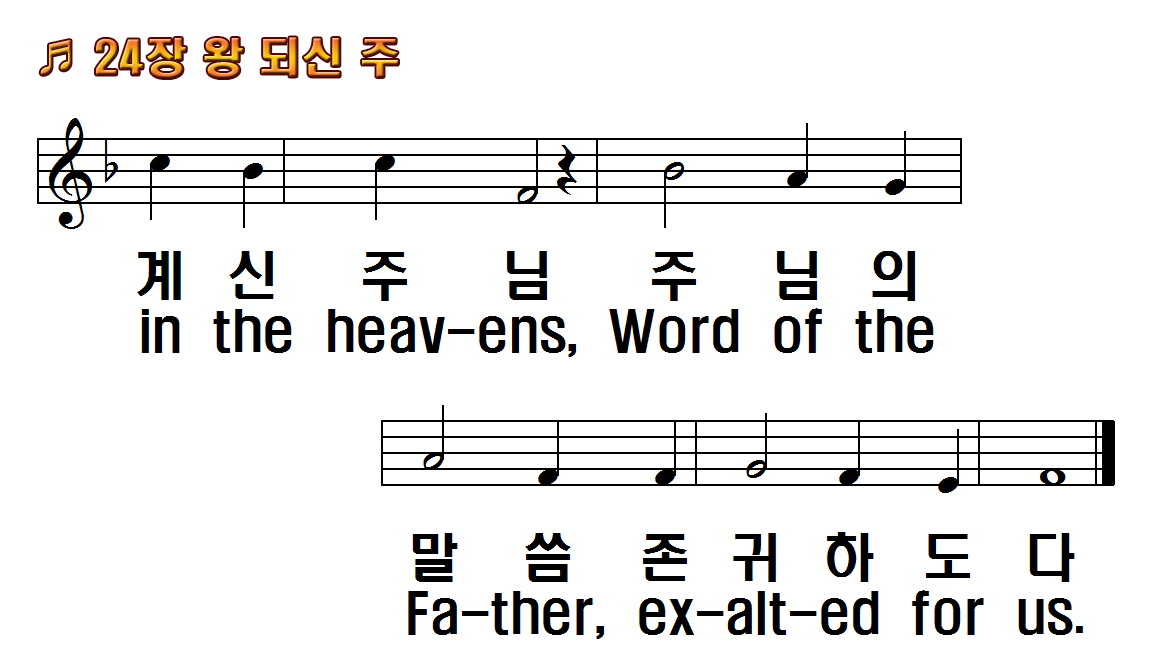 ♬ 24장 왕 되신 주
계 신 주 님 주 님 의
in the heav-ens, Word of the
말 씀 존 귀 하 도 다
Fa-ther, ex-alt-ed for us.